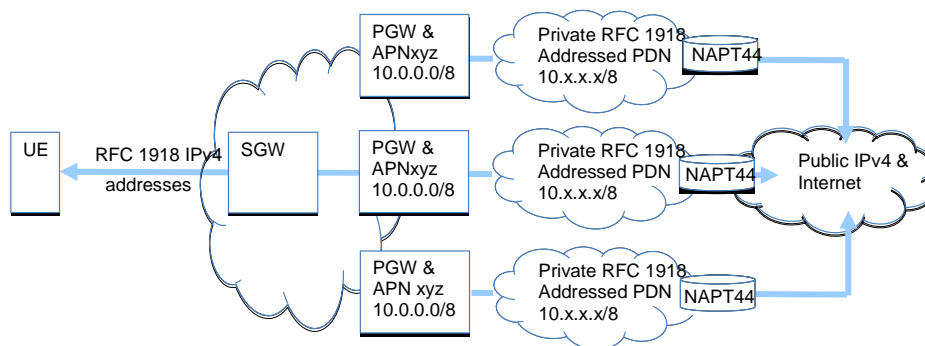 PGW &
APNxyz
10.0.0.0/8
Private RFC 1918
Addressed PDN
10.x.x.x/8
NAPT44
UE
RFC 1918 IPv4
addresses
SGW
PGW &
APNxyz
10.0.0.0/8
Private RFC 1918
Addressed PDN
10.x.x.x/8
NAPT44
Public IPv4 &
Internet
PGW &
APN xyz
10.0.0.0/8
Private RFC 1918
Addressed PDN
10.x.x.x/8
NAPT44